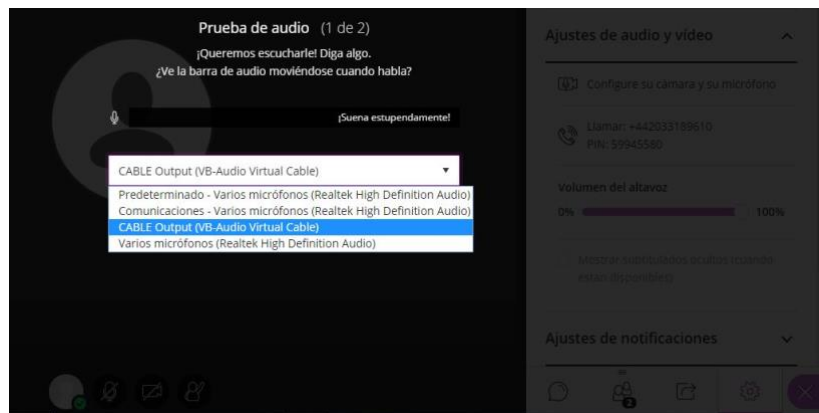 Prueba de audio (1 de 2)
¡Queremos escucharle! Diga algo.
¿Ve la barra de audio moviéndose cuando habla?
¡Suena estupendamente!
CABLE Output (VB-Audio Virtual Cable)
Predeterminado - Varios micrófonos (Realtek High Definition Audio)
Comunicaciones - Varios micrófonos (Realtek High Definition Audio)
CABLE Output (VB-Audio Virtual Cable)
Varios micrófonos (Realtek High Definition Audio)
Ajustes de audio y vídeo
Configure su cámara y su micrófono
Llamar: +442033189610
PIN: 59945580
Volumen del altavoz
0% 100%
Mostrar subtitulados ocultos (cuando
estén disponibles)
Ajustes de notificaciones
2